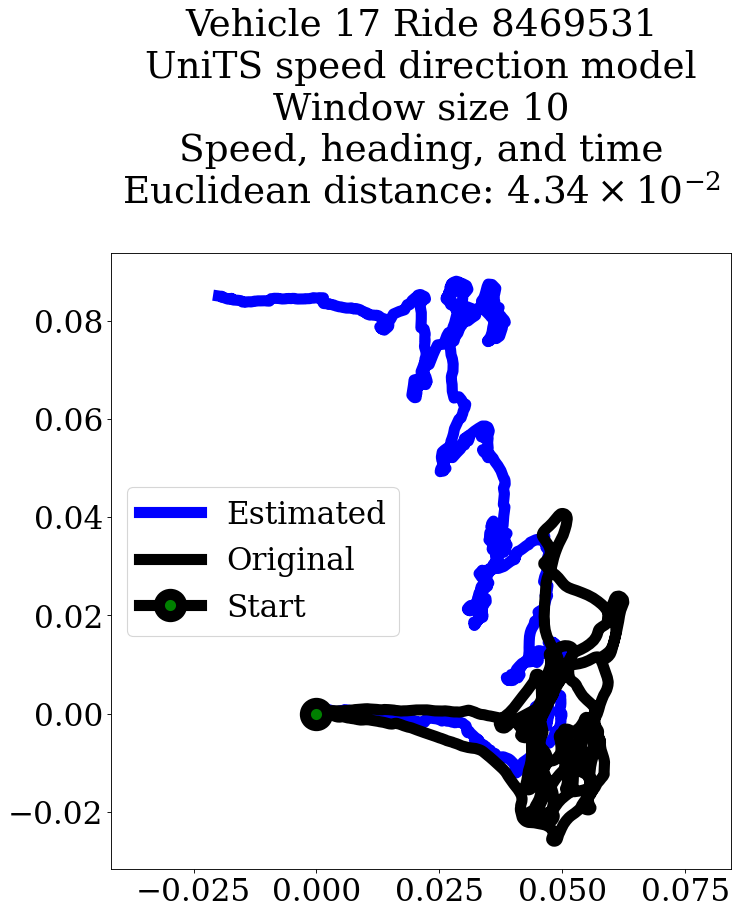 Vehicle 17 Ride 8469531
UniTS speed direction model
Window size 10
Speed, heading, and time
Euclidean distance: 4.34 × 10⁻²
0.08
0.06
0.04
0.02
0.00
−0.02
Estimated
Original
Start
−0.025 0.000 0.025 0.050 0.075